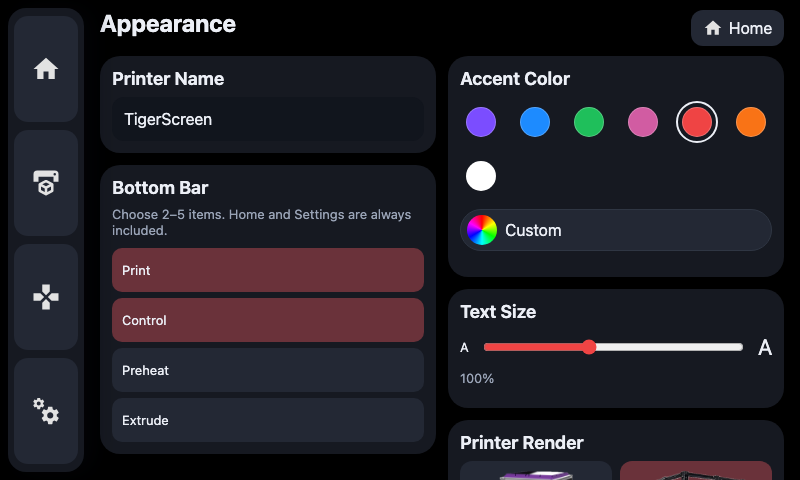 Appearance
Home
Printer Name
TigerScreen
Bottom Bar
Choose 2–5 items. Home and Settings are always
included.
Print
Control
Preheat
Extrude
Accent Color
Custom
Text Size
A
A
100%
Printer Render